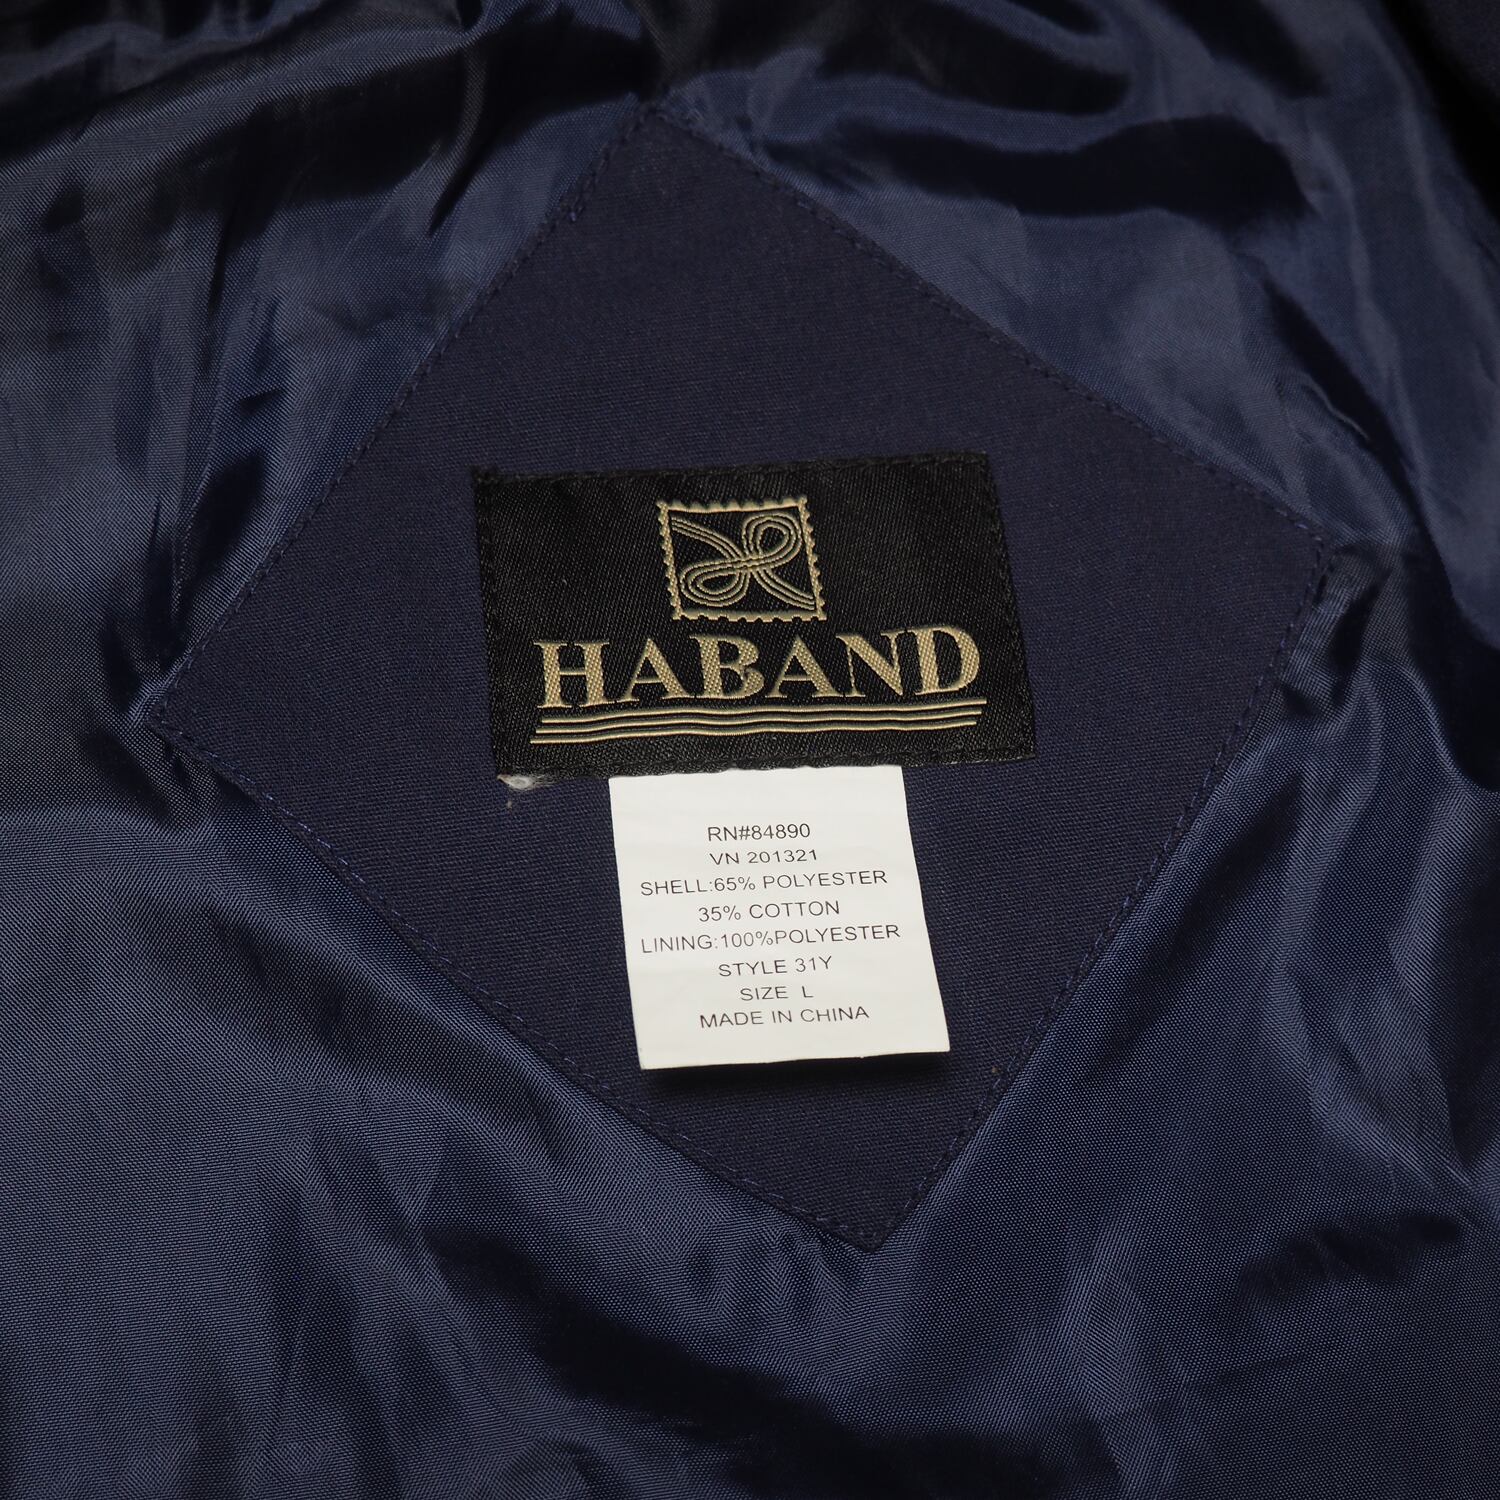 HABAND
RN#84890
VN 201321
SHELL:65% POLYESTER
35% COTTON
LINING:100%POLYESTER
STYLE 31Y
SIZE L
MADE IN CHINA